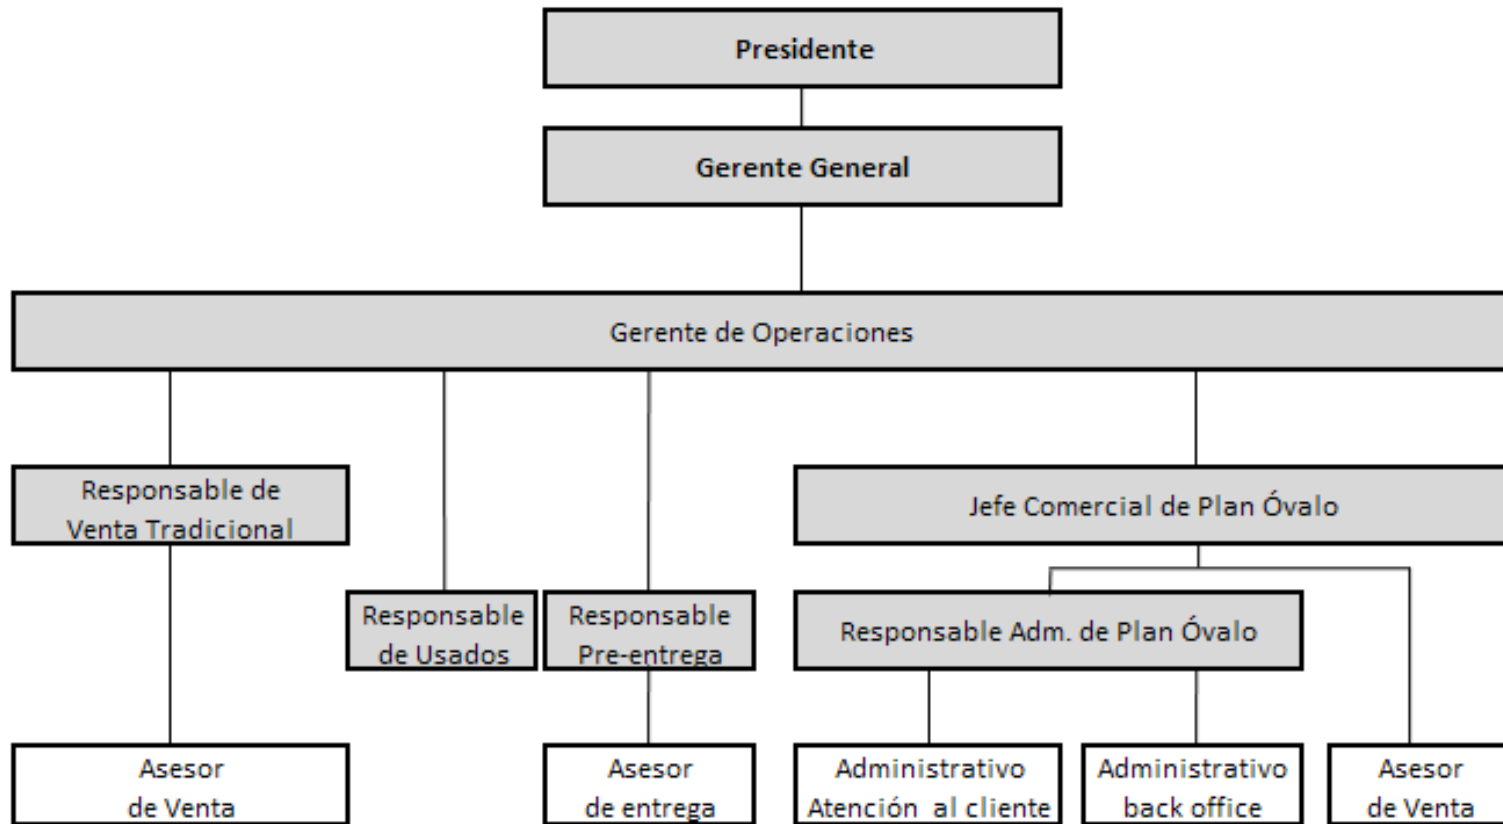 Presidente
Gerente General
Gerente de Operaciones
Responsable de
Venta Tradicional
Jefe Comercial de Plan Óvalo
Responsable
de Usados
Responsable
Pre-entrega
Responsable Adm. de Plan Óvalo
Asesor
de Venta
Asesor
de entrega
Administrativo
Atención al cliente
Administrativo
back office
Asesor
de Venta